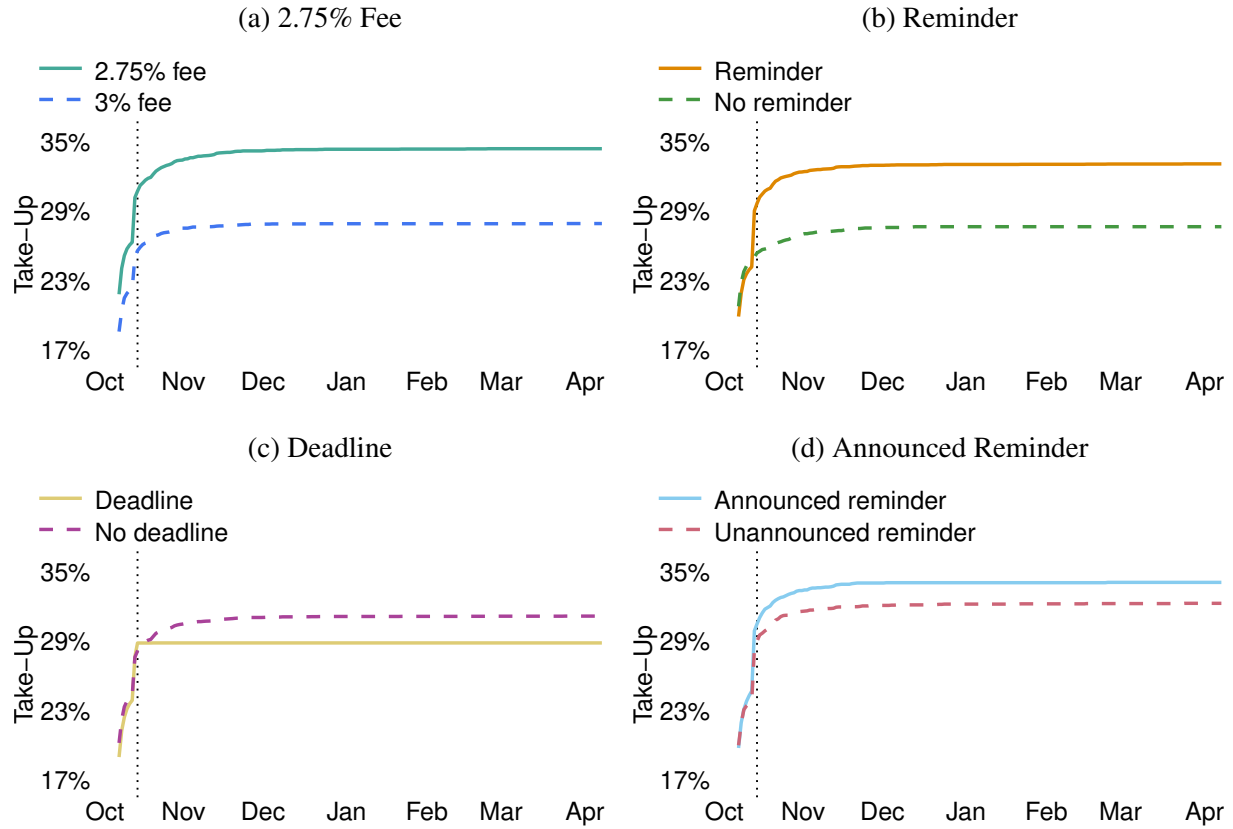 (a) 2.75% Fee
2.75% fee
3% fee
Take−Up
35%
29%
23%
17%
Oct Nov Dec Jan Feb Mar Apr
(b) Reminder
Reminder
No reminder
Take−Up
35%
29%
23%
17%
Oct Nov Dec Jan Feb Mar Apr
(c) Deadline
Deadline
No deadline
Take−Up
35%
29%
23%
17%
Oct Nov Dec Jan Feb Mar Apr
(d) Announced Reminder
Announced reminder
Unannounced reminder
Take−Up
35%
29%
23%
17%
Oct Nov Dec Jan Feb Mar Apr